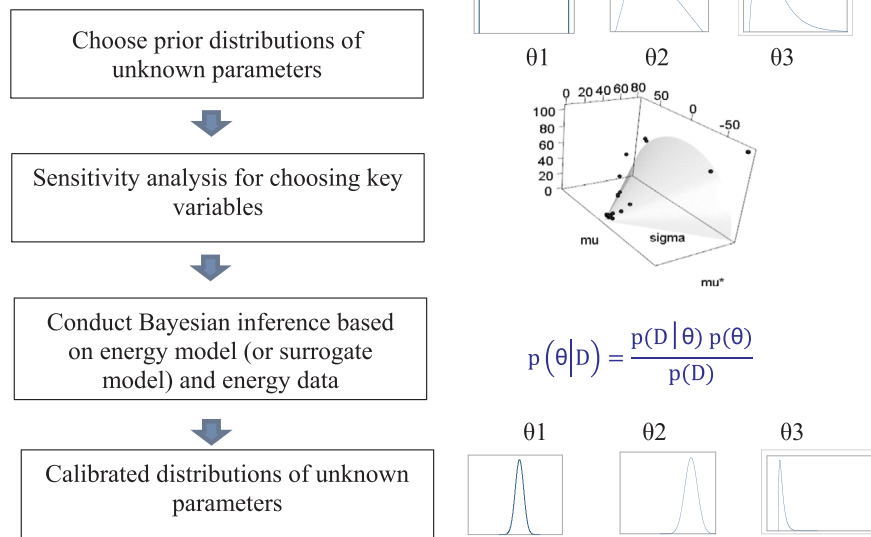 Choose prior distributions of
unknown parameters
θ1
θ2
θ3
0 20 40 60 80
50
0
-50
100
80
60
40
20
0
mu
sigma
mu*
Sensitivity analysis for choosing key
variables
Conduct Bayesian inference based
on energy model (or surrogate
model) and energy data
p(θ|D) = p(D|θ) p(θ)
p(D)
Calibrated distributions of unknown
parameters
θ1
θ2
θ3